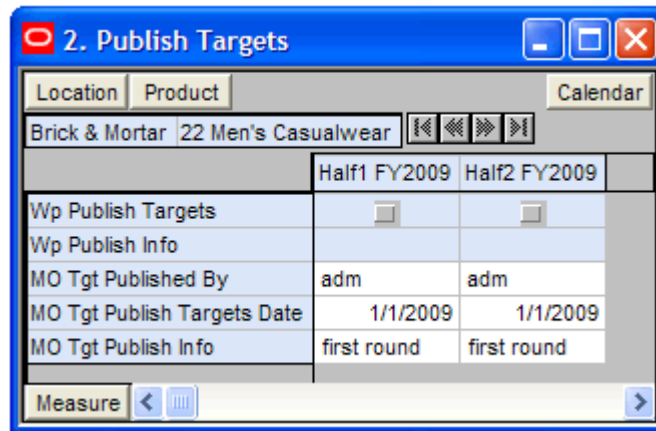 2. Publish Targets
Location Product Calendar
Brick & Mortar 22 Men's Casualwear
Half1 FY2009 Half2 FY2009
Wp Publish Targets
Wp Publish Info
MO Tgt Published By adm adm
MO Tgt Publish Targets Date 1/1/2009 1/1/2009
MO Tgt Publish Info first round first round
Measure